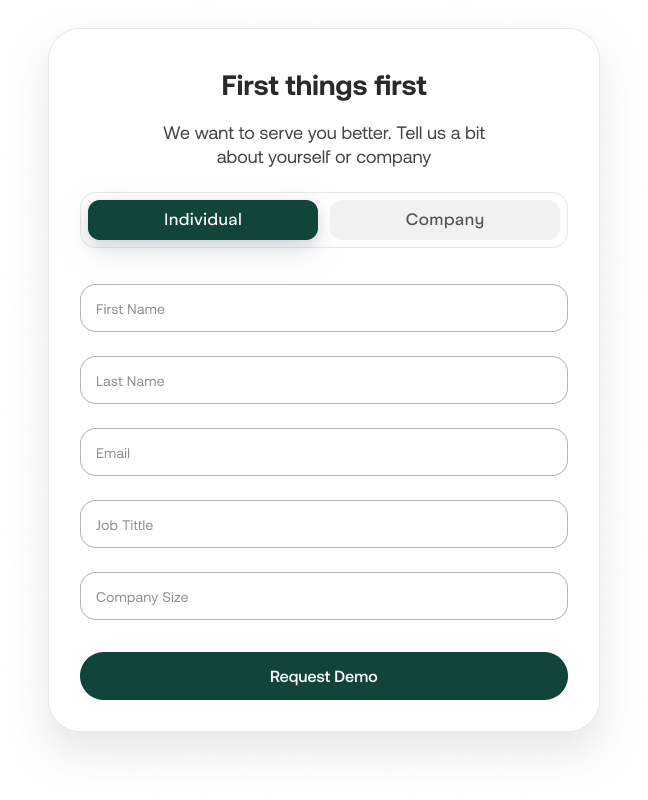 First things first
We want to serve you better. Tell us a bit
about yourself or company
Individual
Company
First Name
Last Name
Email
Job Tittle
Company Size
Request Demo